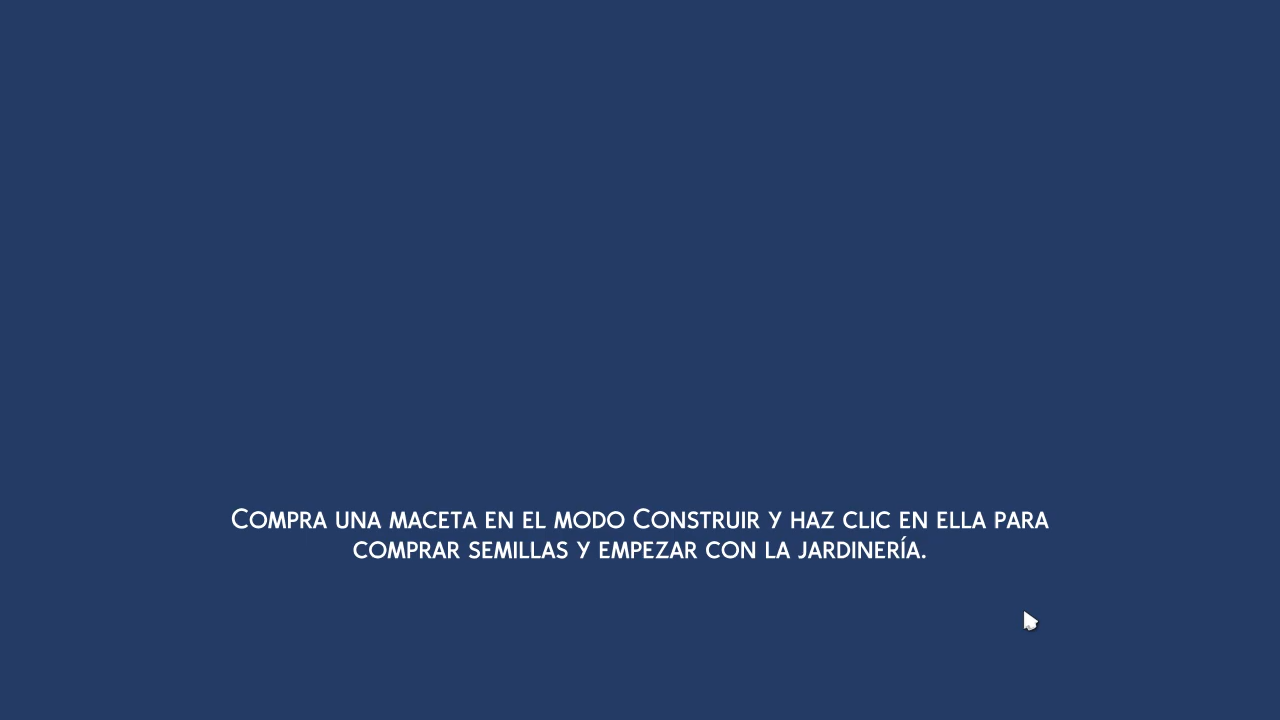 Compra una maceta en el modo Construir y haz clic en ella para
comprar semillas y empezar con la jardinería.